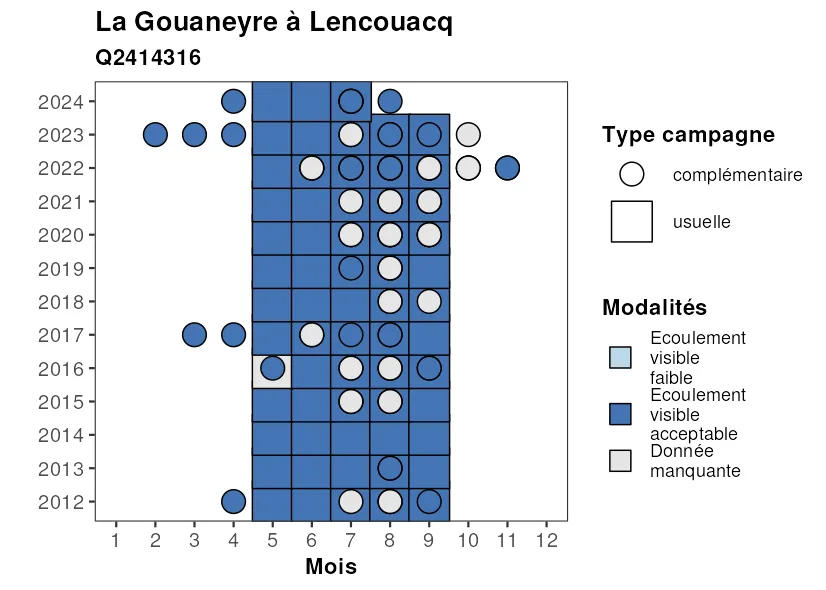 La Gouaneyre à Lencouacq
Q2414316
2024
2023
2022
2021
2020
2019
2018
2017
2016
2015
2014
2013
2012
1 2 3 4 5 6 7 8 9 10 11 12
Mois
Type campagne
complémentaire
usuelle
Modalités
Ecoulement
visible
faible
Ecoulement
visible
acceptable
Donnée
manquante